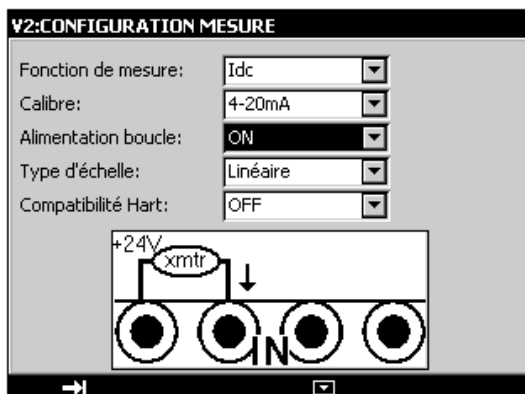 V2:CONFIGURATION MESURE
Fonction de mesure: Idc
Calibre: 4-20mA
Alimentation boucle: ON
Type d'échelle: Linéaire
Compatibilité Hart: OFF
+24V
xmtr
IN